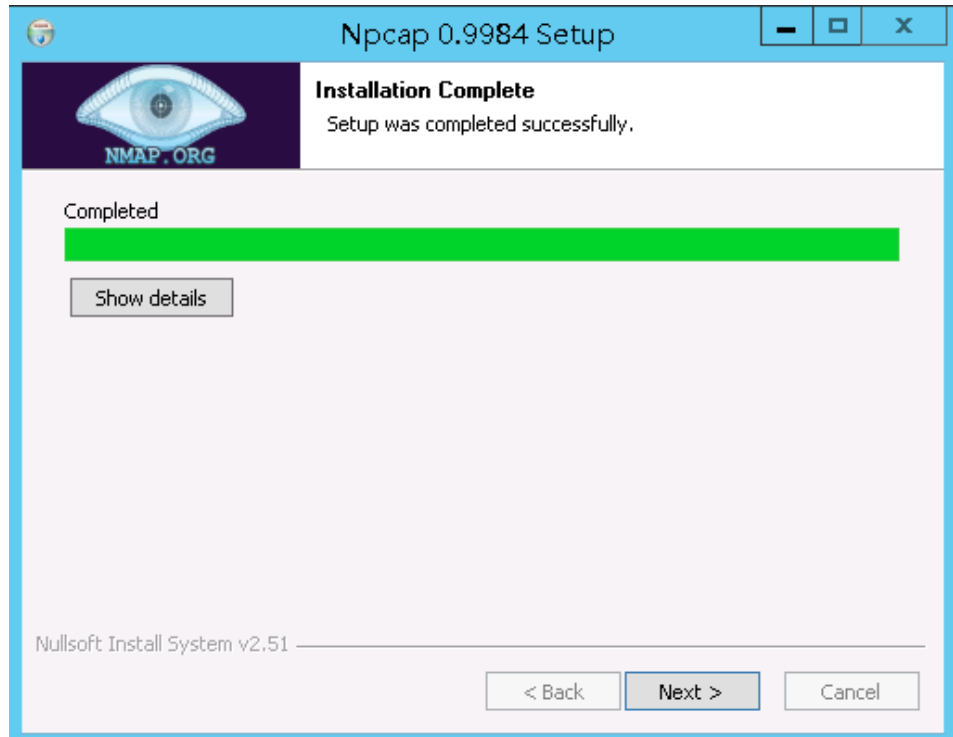 Npcap 0.9984 Setup
NMAP.ORG
Installation Complete
Setup was completed successfully.
Completed
Show details
Nullsoft Install System v2.51
< Back
Next >
Cancel